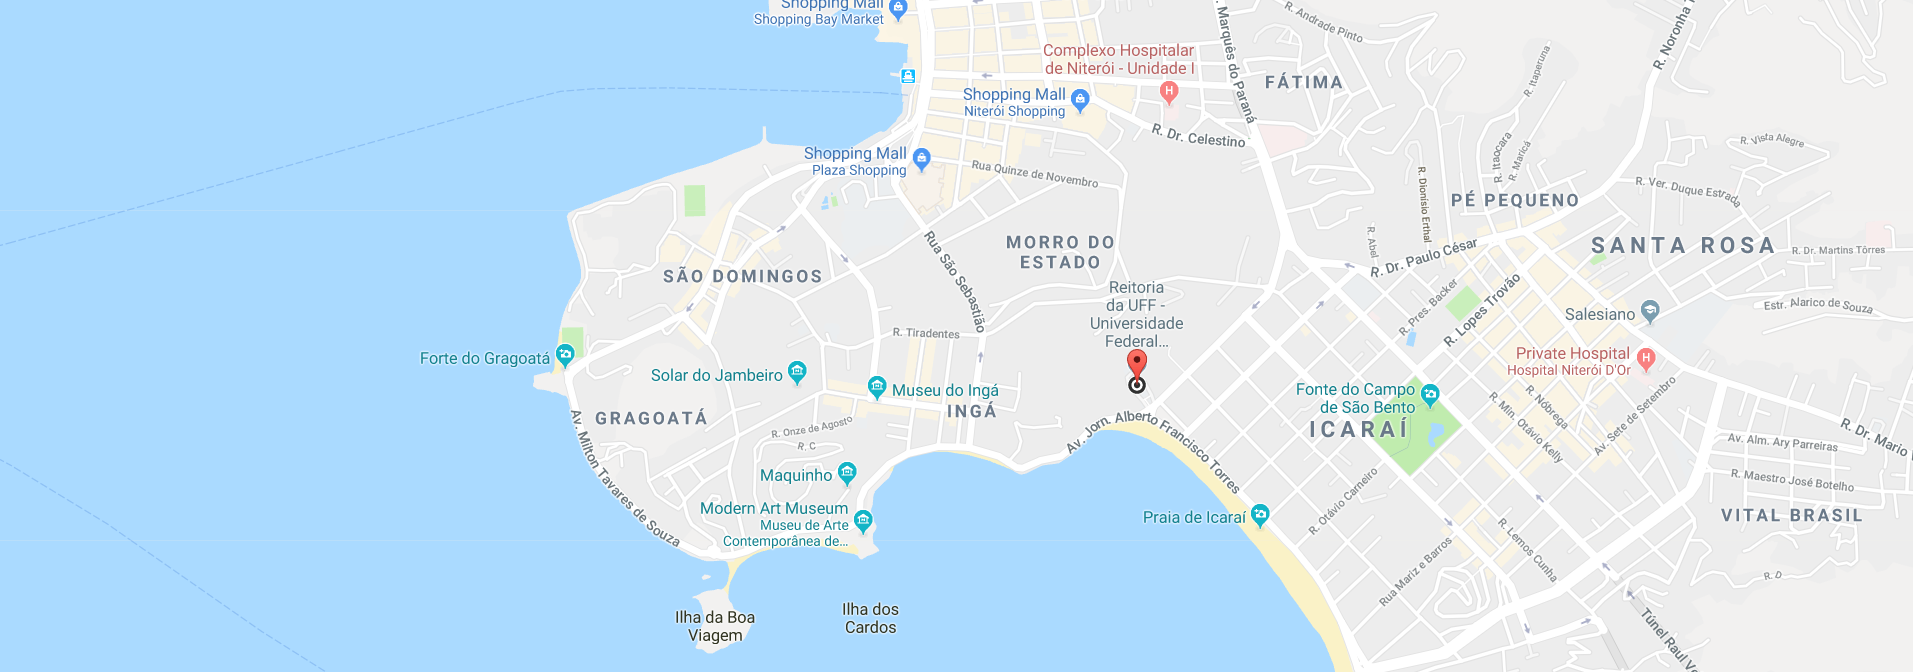 Shopping Mall
Shopping Bay Market
R. Andrade Pinto
R. Marquês do Paraná
R. Noronha T
Complexo Hospitalar
de Niterói - Unidade I
H
FÁTIMA
R. Itaperuna
Shopping Mall
Niterói Shopping
R. Dr. Celestino
R. Itaocara
R. Maricá
R. Vista Alegre
Shopping Mall
Plaza Shopping
Rua Quinze de Novembro
R. Dionísio Erthal
R. Ver. Duque Estrada
PÉ PEQUENO
Rua São Sebastião
MORRO DO
ESTADO
R. Abel
R. Dr. Paulo César
SANTA ROSA
R. Dr. Martins Tôrres
SÃO DOMINGOS
Reitoria
da UFF -
Universidade
Federal...
R. Pres. Backer
R. Lopes Trovão
Estr. Alarico de Souza
Salesiano
R. Tiradentes
Forte do Gragoatá
Solar do Jambeiro
Museu do Ingá
Private Hospital
Hospital Niterói D'Or
H
Fonte do Campo
de São Bento
R. Nóbrega
R. Min. Otávio Kelly
Av. Sete de Setembro
INGÁ
GRAGOATÁ
Av. Jorn. Alberto Francisco Torres
ICARAÍ
R. Dr. Mario
R. Onze de Agosto
R. C
Av. Alm. Ary Parreiras
Av. Milton Tavares de Souza
Maquinho
R. Maestro José Botelho
R. Otávio Carneiro
Modern Art Museum
Museu de Arte
Contemporânea de...
Praia de Icaraí
VITAL BRASIL
R. Lemos Cunha
Rua Mariz e Barros
R. D
Ilha da Boa
Viagem
Ilha dos
Cardos
Túnel Raul V